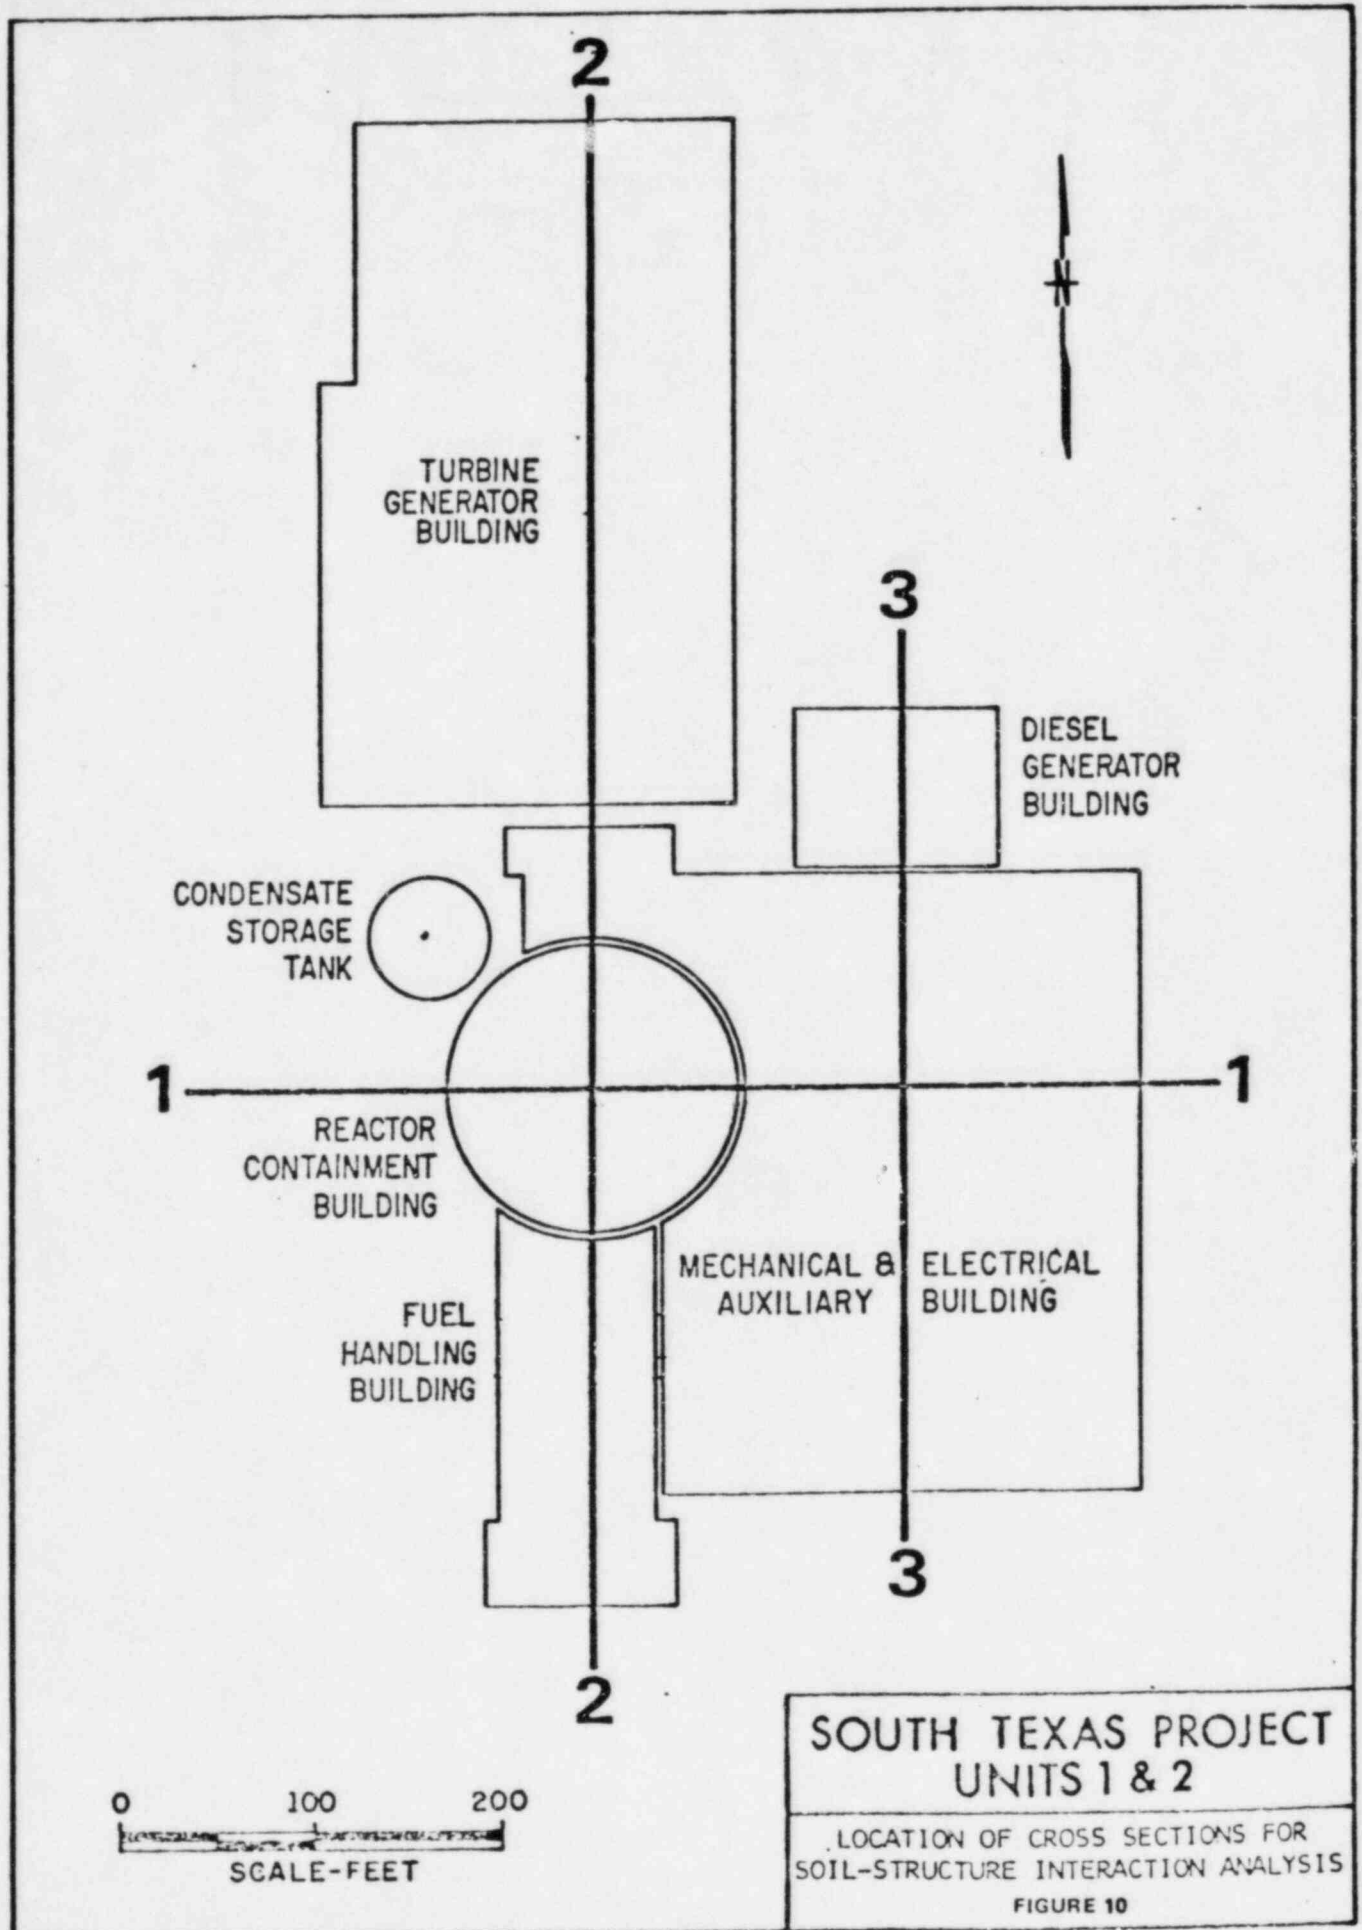 2
N
TURBINE
GENERATOR
BUILDING
3
DIESEL
GENERATOR
BUILDING
CONDENSATE
STORAGE
TANK
1
1
REACTOR
CONTAINMENT
BUILDING
MECHANICAL & ELECTRICAL
AUXILIARY BUILDING
FUEL
HANDLING
BUILDING
3
2
SOUTH TEXAS PROJECT
UNITS 1 & 2
LOCATION OF CROSS SECTIONS FOR
SOIL-STRUCTURE INTERACTION ANALYSIS
FIGURE 10
0 100 200
SCALE-FEET